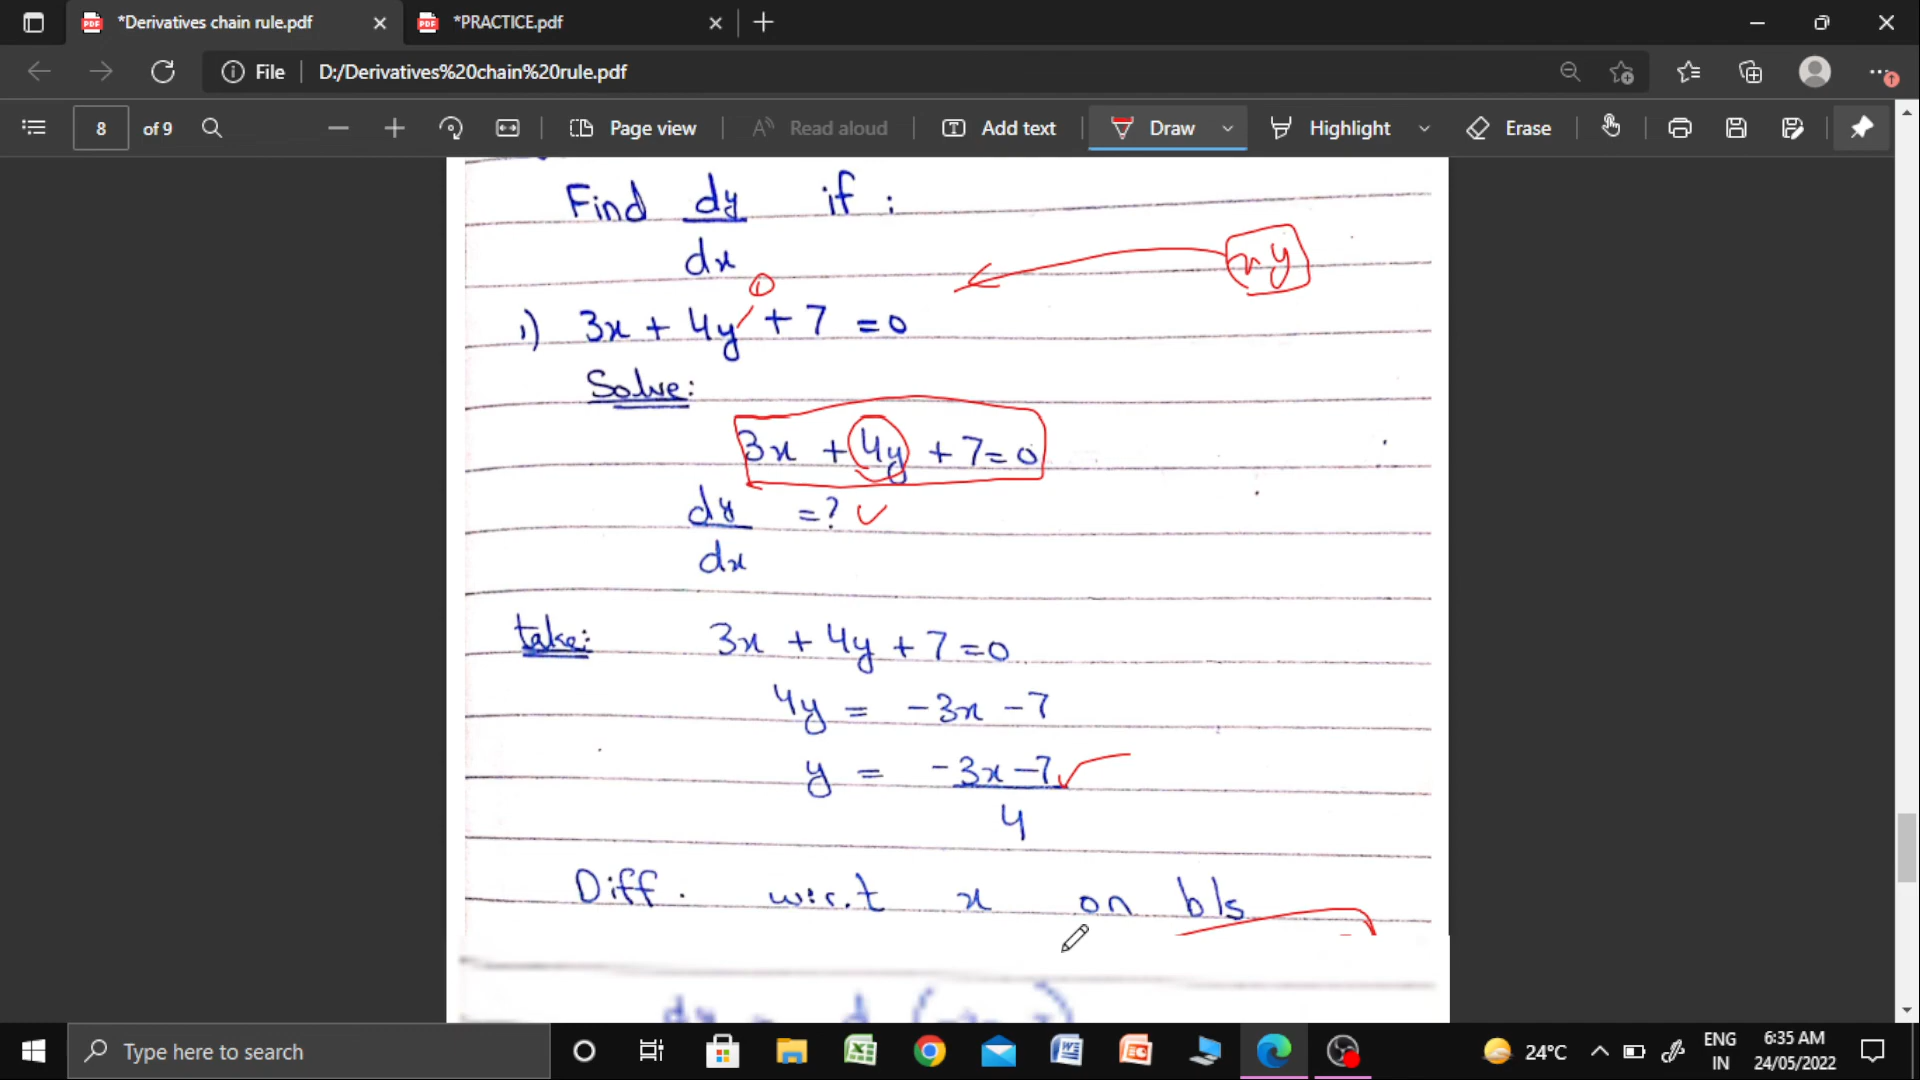 *Derivatives chain rule.pdf
*PRACTICE.pdf
File D:/Derivatives%20chain%20rule.pdf
8 of 9 Page view Read aloud Add text Draw Highlight Erase
Find dy/dx if :
xy
1) 3x + 4y + 7 = 0
1
Solve:
3x + 4y + 7 = 0
dy/dx = ? ✓
take: 3x + 4y + 7 = 0
4y = -3x - 7
y = -3x - 7 ✓
4
Diff. w.r.t x on b/s
Type here to search
24°C ENG IN 6:35 AM 24/05/2022